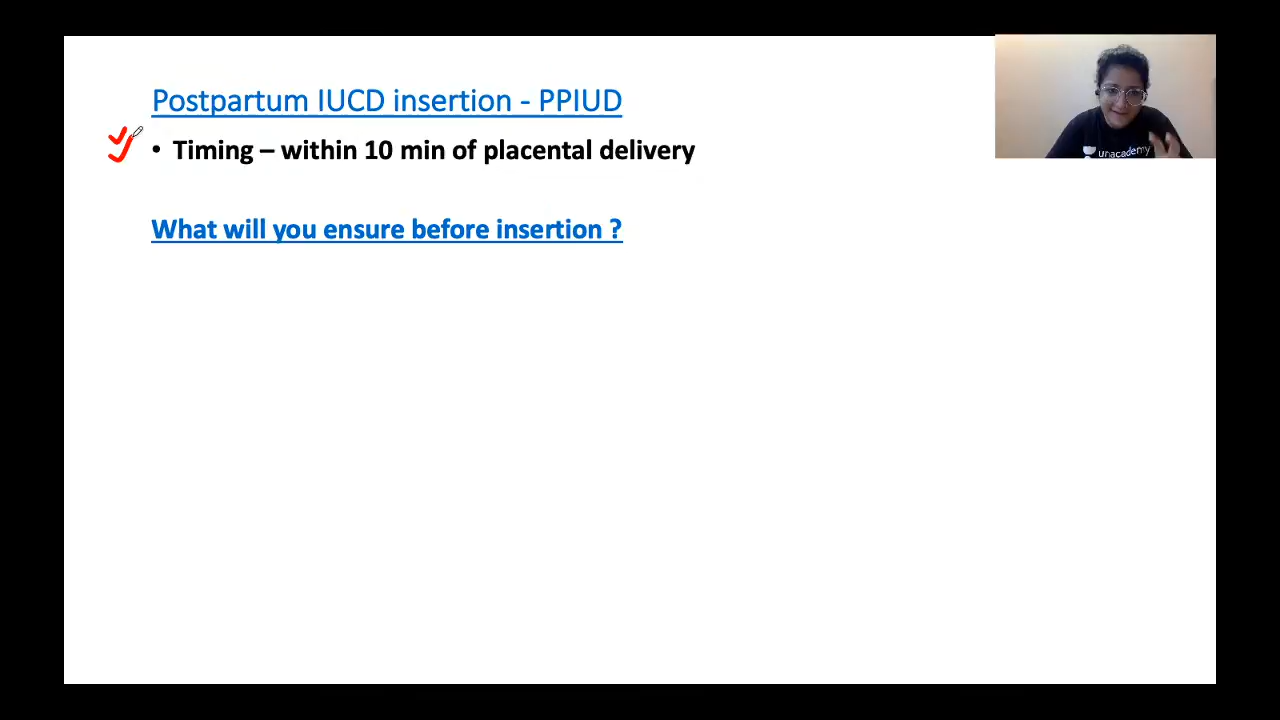 Postpartum IUCD insertion - PPIUD
• Timing – within 10 min of placental delivery
What will you ensure before insertion ?
unacademy